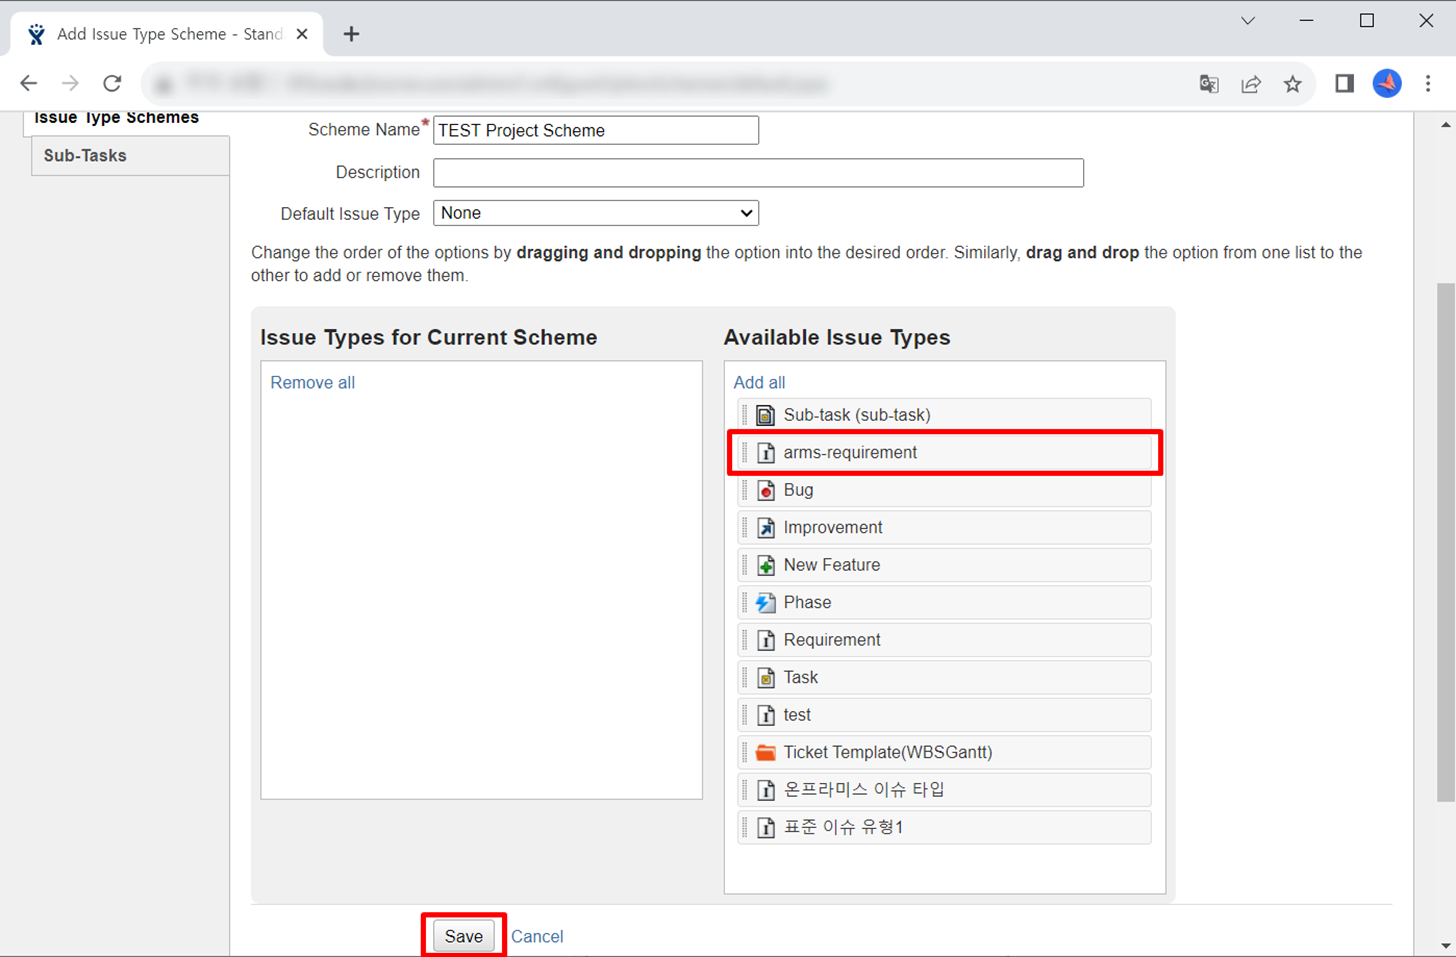 Add Issue Type Scheme - Stand
Issue Type Schemes
Sub-Tasks
Scheme Name* TEST Project Scheme
Description
Default Issue Type None
Change the order of the options by dragging and dropping the option into the desired order. Similarly, drag and drop the option from one list to the
other to add or remove them.
Issue Types for Current Scheme
Remove all
Available Issue Types
Add all
Sub-task (sub-task)
arms-requirement
Bug
Improvement
New Feature
Phase
Requirement
Task
test
Ticket Template(WBSGantt)
온프라미스 이슈 타입
표준 이슈 유형1
Save Cancel